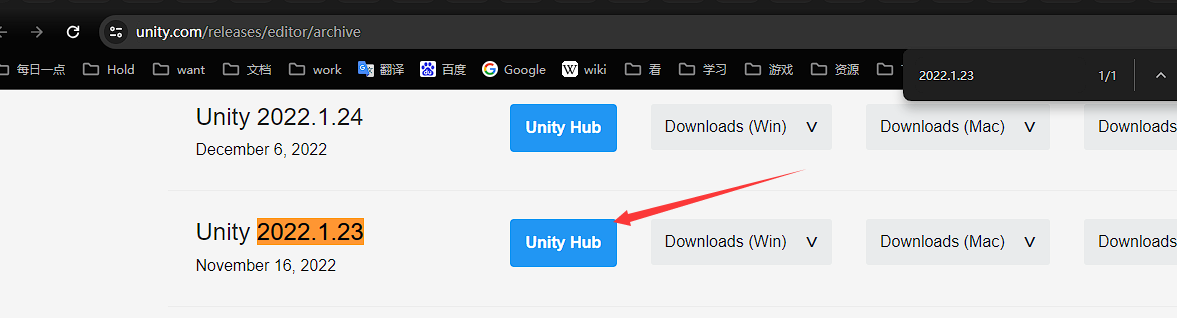 unity.com/releases/editor/archive
每日一点 Hold want 文档 work 翻译 百度 Google W wiki 看 学习 游戏 资源
2022.1.23 1/1
Unity 2022.1.24 Unity Hub Downloads (Win) Downloads (Mac) Downloads
December 6, 2022
Unity 2022.1.23 Unity Hub Downloads (Win) Downloads (Mac) Downloads
November 16, 2022